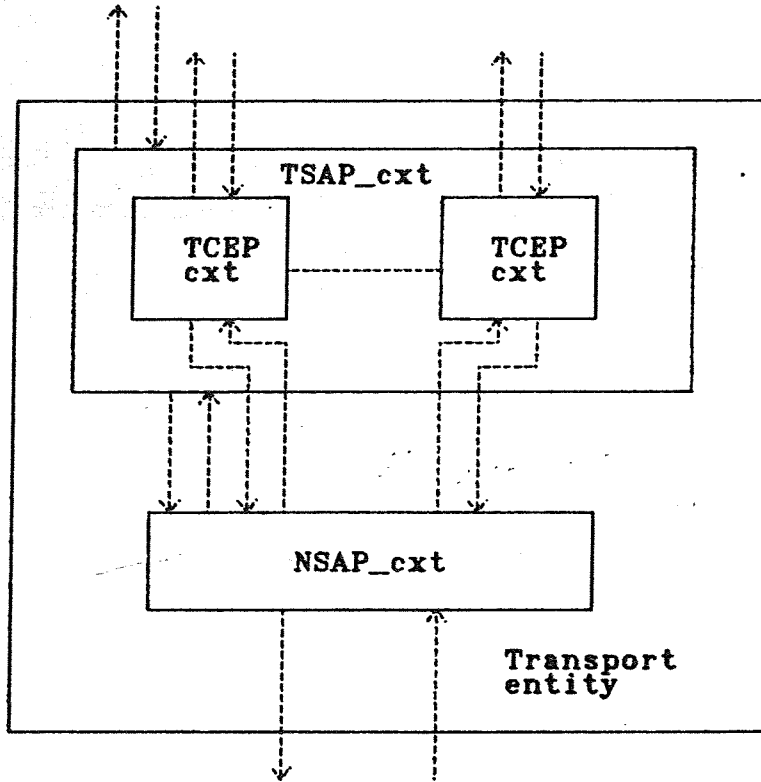 TSAP_cxt
TCEP
cxt
TCEP
cxt
NSAP_cxt
Transport
entity